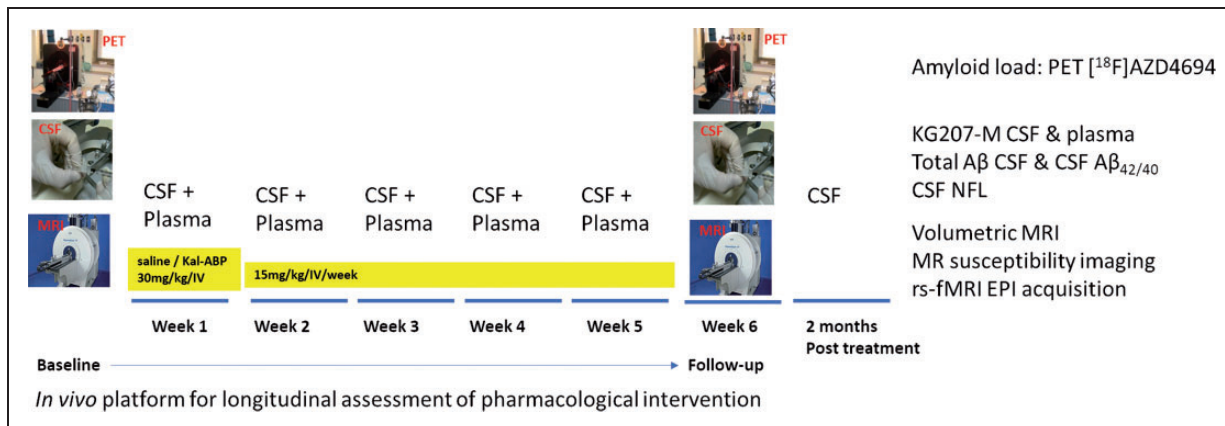 PET
CSF
MRI
CSF +
Plasma
CSF +
Plasma
CSF +
Plasma
CSF +
Plasma
CSF +
Plasma
saline / Kal-ABP
30mg/kg/IV
15mg/kg/IV/week
PET
CSF
MRI
CSF
Week 1
Week 2
Week 3
Week 4
Week 5
Week 6
2 months
Post treatment
Baseline
Follow-up
In vivo platform for longitudinal assessment of pharmacological intervention
Amyloid load: PET [¹⁸F]AZD4694
KG207-M CSF & plasma
Total Aβ CSF & CSF Aβ₄₂/₄₀
CSF NFL
Volumetric MRI
MR susceptibility imaging
rs-fMRI EPI acquisition